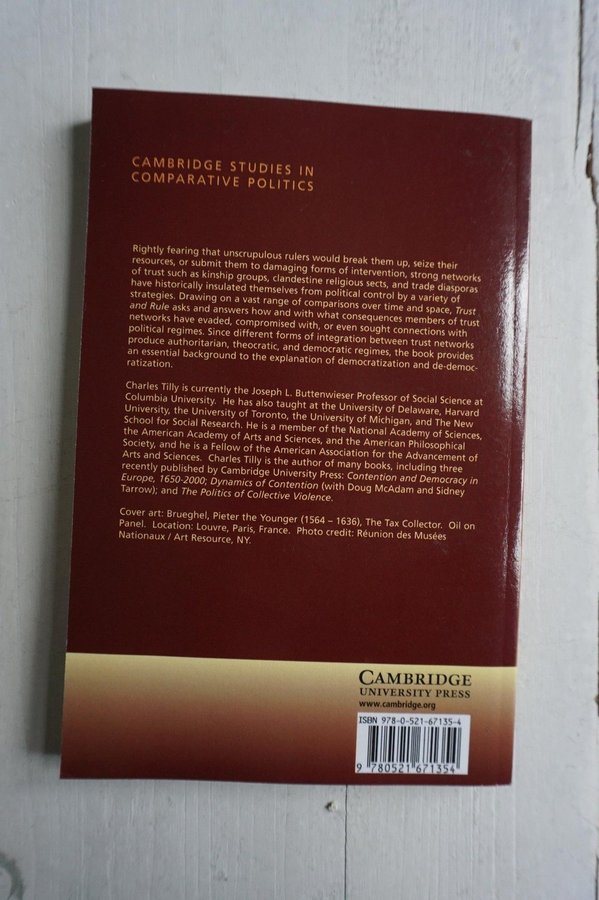 CAMBRIDGE STUDIES IN
COMPARATIVE POLITICS
Rightly fearing that unscrupulous rulers would break them up, seize their
resources, or submit them to damaging forms of intervention, strong networks
of trust such as kinship groups, clandestine religious sects, and trade diasporas
have historically insulated themselves from political control by a variety of
strategies. Drawing on a vast range of comparisons over time and space, Trust
and Rule asks and answers how and with what consequences members of trust
networks have evaded, compromised with, or even sought connections with
political regimes. Since different forms of integration between trust networks
produce authoritarian, theocratic, and democratic regimes, the book provides
an essential background to the explanation of democratization and de-democ-
ratization.
Charles Tilly is currently the Joseph L. Buttenwieser Professor of Social Science at
Columbia University. He has also taught at the University of Delaware, Harvard
University, the University of Toronto, the University of Michigan, and The New
School for Social Research. He is a member of the National Academy of Sciences,
the American Academy of Arts and Sciences, and the American Philosophical
Society, and he is a Fellow of the American Association for the Advancement of
Arts and Sciences. Charles Tilly is the author of many books, including three
recently published by Cambridge University Press: Contention and Democracy in
Europe, 1650-2000; Dynamics of Contention (with Doug McAdam and Sidney
Tarrow); and The Politics of Collective Violence.
Cover art: Brueghel, Pieter the Younger (1564 – 1636), The Tax Collector. Oil on
Panel. Location: Louvre, Paris, France. Photo credit: Réunion des Musées
Nationaux / Art Resource, NY.
CAMBRIDGE
UNIVERSITY PRESS
www.cambridge.org
ISBN 978-0-521-67135-4
9 780521 671354